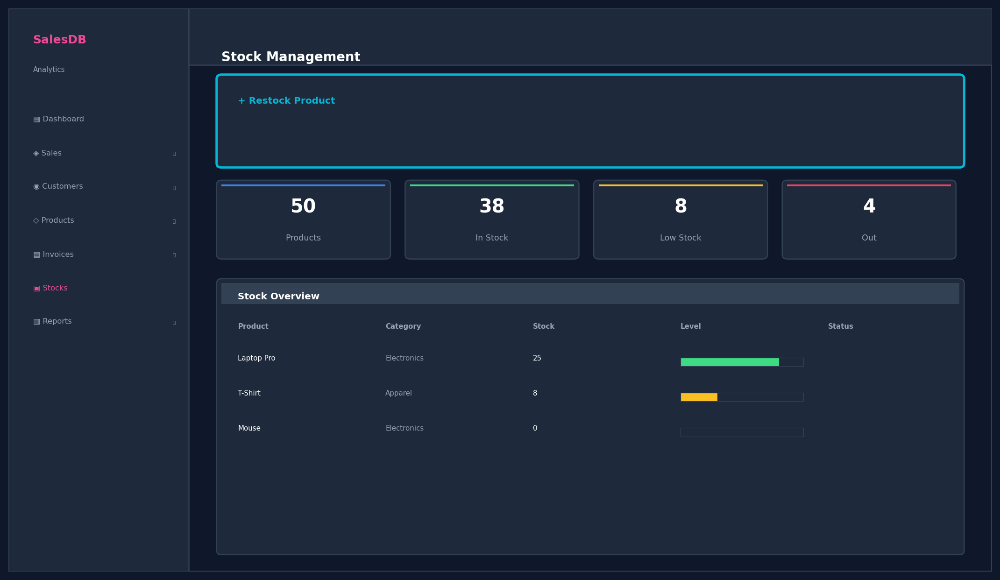 SalesDB
Analytics
▦ Dashboard
◈ Sales
◉ Customers
◇ Products
▤ Invoices
▣ Stocks
▥ Reports
Stock Management
+ Restock Product
50
Products
38
In Stock
8
Low Stock
4
Out
Stock Overview
Product Category Stock Level Status
Laptop Pro Electronics 25
T-Shirt Apparel 8
Mouse Electronics 0